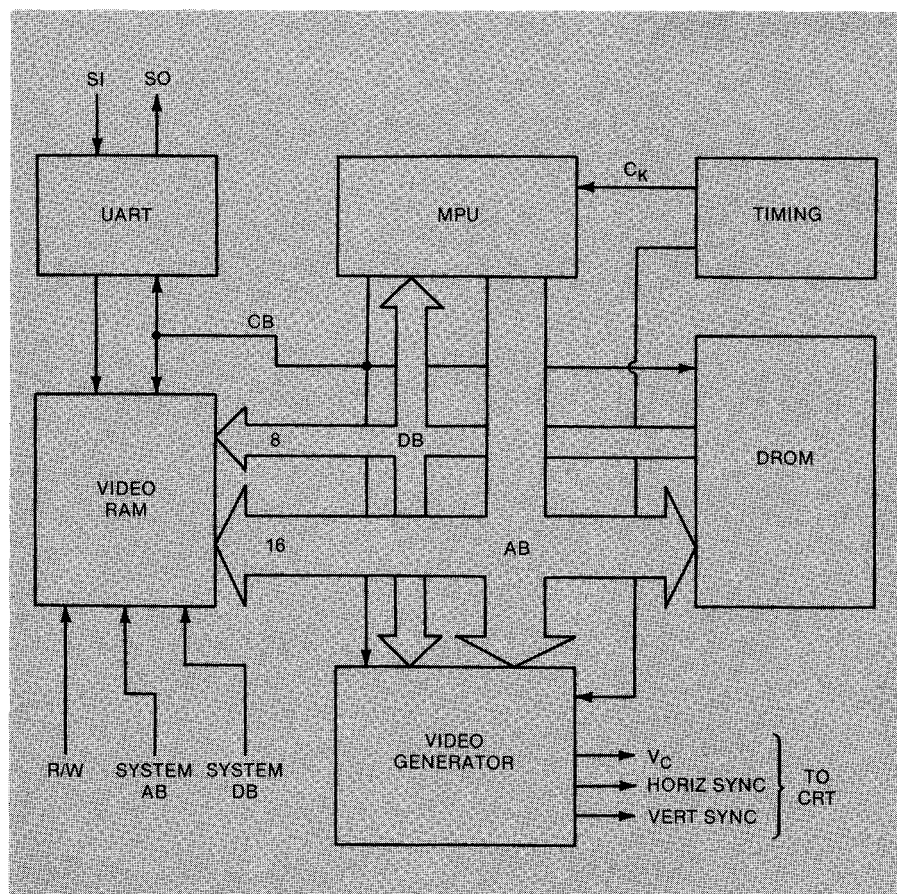 SI SO
UART
MPU
C_K
TIMING
CB
8
DB
DROM
VIDEO
RAM
16
AB
R/W
SYSTEM
AB
SYSTEM
DB
VIDEO
GENERATOR
V_C
HORIZ SYNC
VERT SYNC
TO
CRT